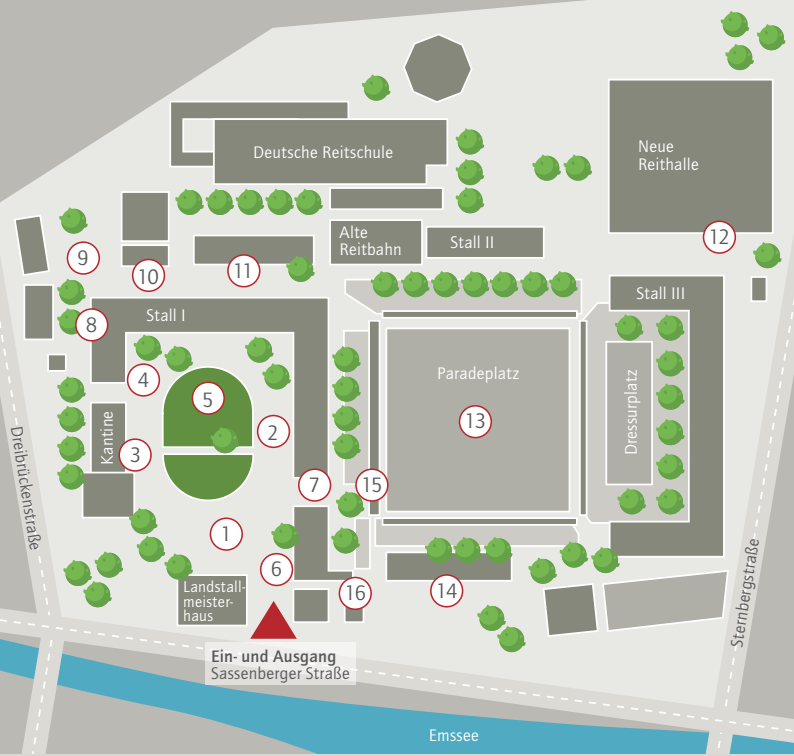 Deutsche Reitschule
Neue
Reithalle
Alte
Reitbahn
Stall II
12
9
10
11
Stall III
Stall I
8
4
5
Paradeplatz
Dressurplatz
13
2
Kantine
3
7
15
Dreibrückenstraße
1
6
14
16
Landstall-
meister-
haus
Sternbergstraße
Ein- und Ausgang
Sassenberger Straße
Emssee